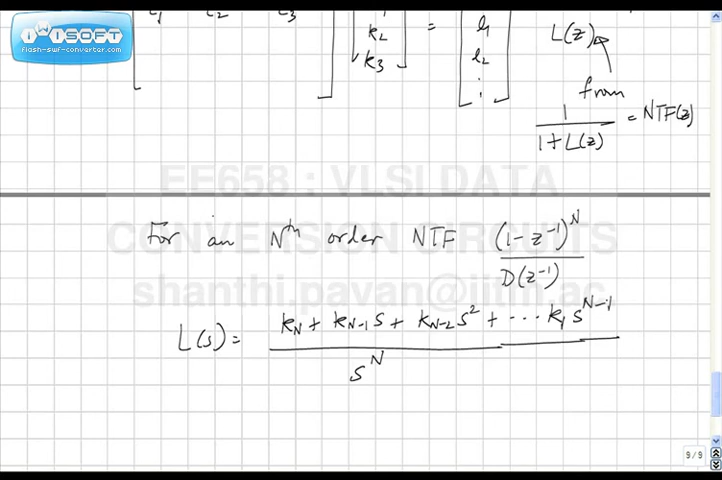 iWiSOFT
flash-swf-converter.com
k2
k3
=
l1
l2
L(z)
from
1
1+L(z)
= NTF(z)
EE658 : VLSI DATA
CONVERSION CIRCUITS
shanthi.pavan@iitm.ac
For an Nth order NTF (1-z^-1)^N
D(z^-1)
L(s) = kN + kN-1 s + kN-2 s^2 + ... k1 s^N-1
s^N
9/9